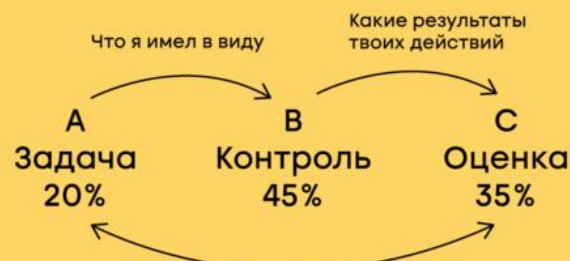 Что я имел в виду
Какие результаты
твоих действий
A
Задача
20%
B
Контроль
45%
C
Оценка
35%